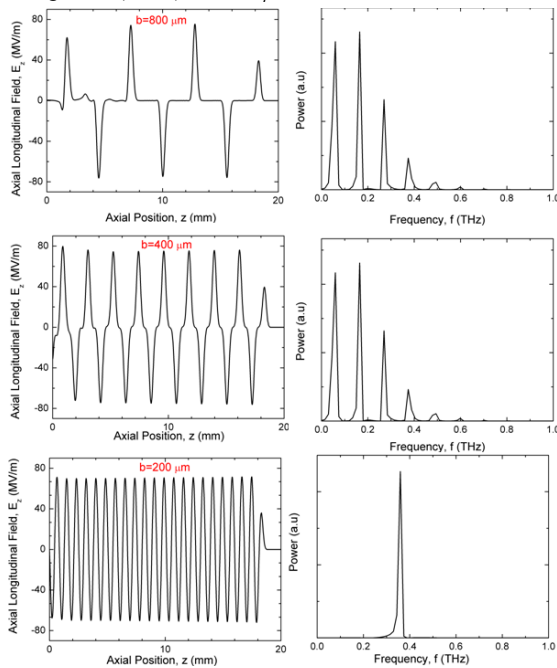 b=800 μm
Axial Longitudinal Field, E_z (MV/m)
80
40
0
-40
-80
0 5 10 15 20
Axial Position, z (mm)
Power (a.u)
0.0 0.2 0.4 0.6 0.8 1.0
Frequency, f (THz)
b=400 μm
Axial Longitudinal Field, E_z (MV/m)
80
40
0
-40
-80
0 10 20
Axial Position, z (mm)
Power (a.u)
0.0 0.2 0.4 0.6 0.8 1.0
Frequency, f (THz)
b=200 μm
Axial Longitudinal Field, E_z (MV/m)
80
40
0
-40
-80
0 5 10 15 20
Axial Position, z (mm)
Power (a.u)
0.0 0.2 0.4 0.6 0.8 1.0
Frequency, f (THz)